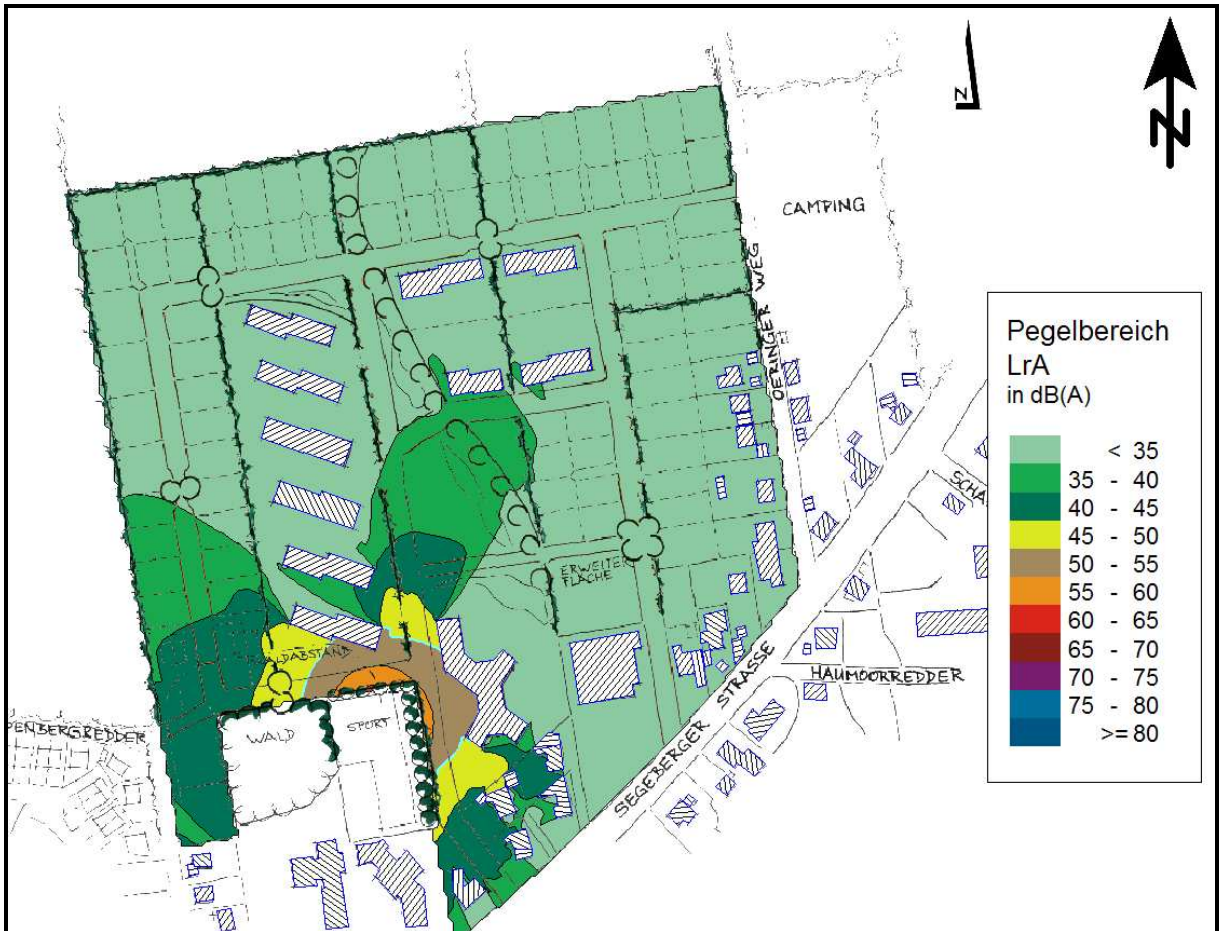 N
N
CAMPING
OERINGER WEG
Pegelbereich
LrA
in dB(A)
< 35
35 - 40
40 - 45
45 - 50
50 - 55
55 - 60
60 - 65
65 - 70
70 - 75
75 - 80
>= 80
SCHA
ERWEITER
FLÄCHE
WALDABSTAND
HAUMOORREDDER
SEGEBERGER STRASSE
PENBERGREDDER
WALD
SPORT